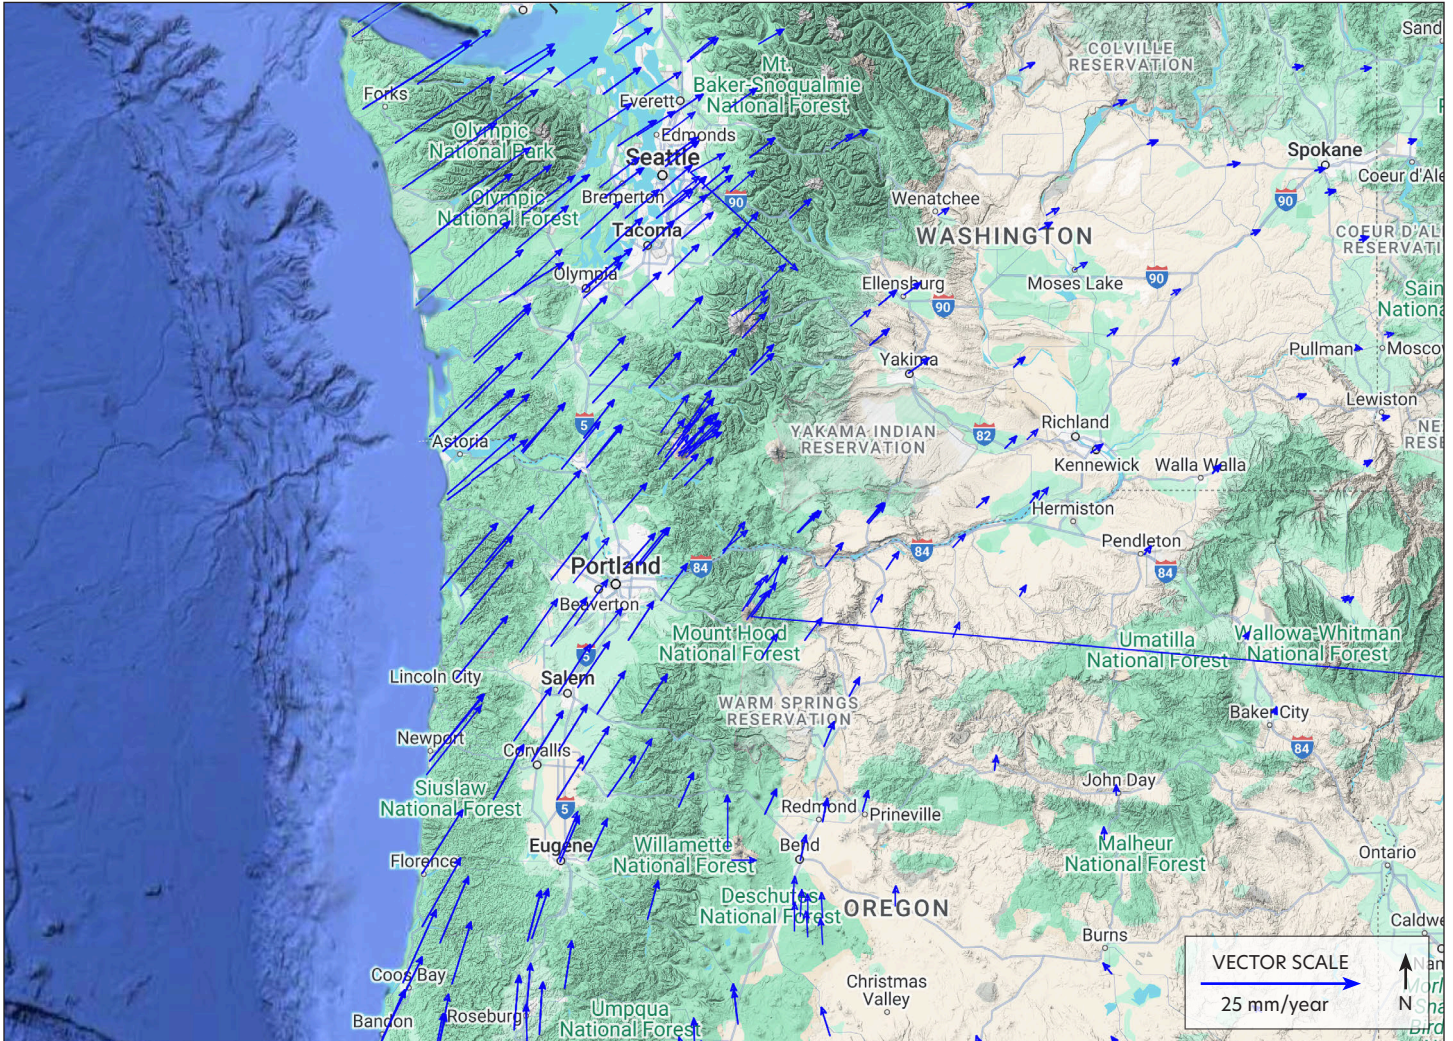 COLVILLE
RESERVATION
Sand
Mt.
Baker-Snoqualmie
National Forest
Forks
Everett
Olympic
National Park
Edmonds
Seattle
Spokane
Coeur d'Ale
Olympic
National Forest
Bremerton
90
Wenatchee
90
Tacoma
WASHINGTON
COEUR D'AL
RESERVATI
Olympia
Ellensburg
90
Moses Lake
90
Sain
Nationa
Yakima
Pullman
Moscow
Lewiston
5
Astoria
YAKAMA INDIAN
RESERVATION
82
Richland
NE
RESE
Kennewick
Walla Walla
Hermiston
Pendleton
Portland
84
84
84
Beaverton
Mount Hood
National Forest
Umatilla
National Forest
Wallowa-Whitman
National Forest
5
Lincoln City
Salem
WARM SPRINGS
RESERVATION
Baker City
Newport
Corvallis
84
Siuslaw
National Forest
5
John Day
Redmond
Prineville
Eugene
Willamette
National Forest
Bend
Malheur
National Forest
Ontario
Florence
Deschutes
National Forest
OREGON
Caldwe
Burns
Coos Bay
Christmas
Valley
VECTOR SCALE
25 mm/year
N
Nam
Bandon
Roseburg
Umpqua
National Forest